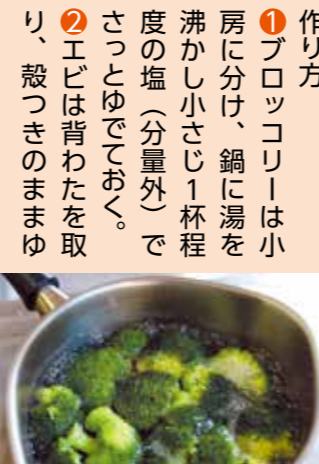 作り方
❶ブロッコリーは小
房に分け、鍋に湯を
沸かし小さじ1杯程
度の塩（分量外）で
さっとゆでておく。
❷エビは背わたを取
り、殻つきのままゆ